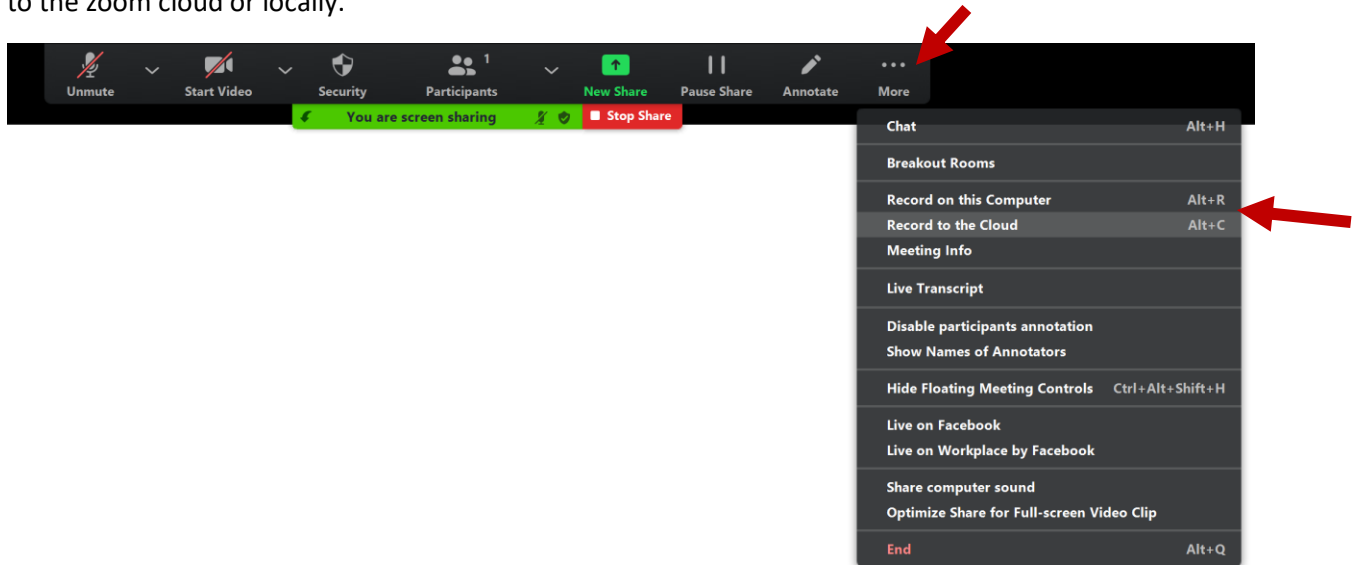 to the zoom cloud or locally.
1
Unmute Start Video Security Participants New Share Pause Share Annotate More
You are screen sharing Stop Share
Chat Alt+H
Breakout Rooms
Record on this Computer Alt+R
Record to the Cloud Alt+C
Meeting Info
Live Transcript
Disable participants annotation
Show Names of Annotators
Hide Floating Meeting Controls Ctrl+Alt+Shift+H
Live on Facebook
Live on Workplace by Facebook
Share computer sound
Optimize Share for Full-screen Video Clip
End Alt+Q